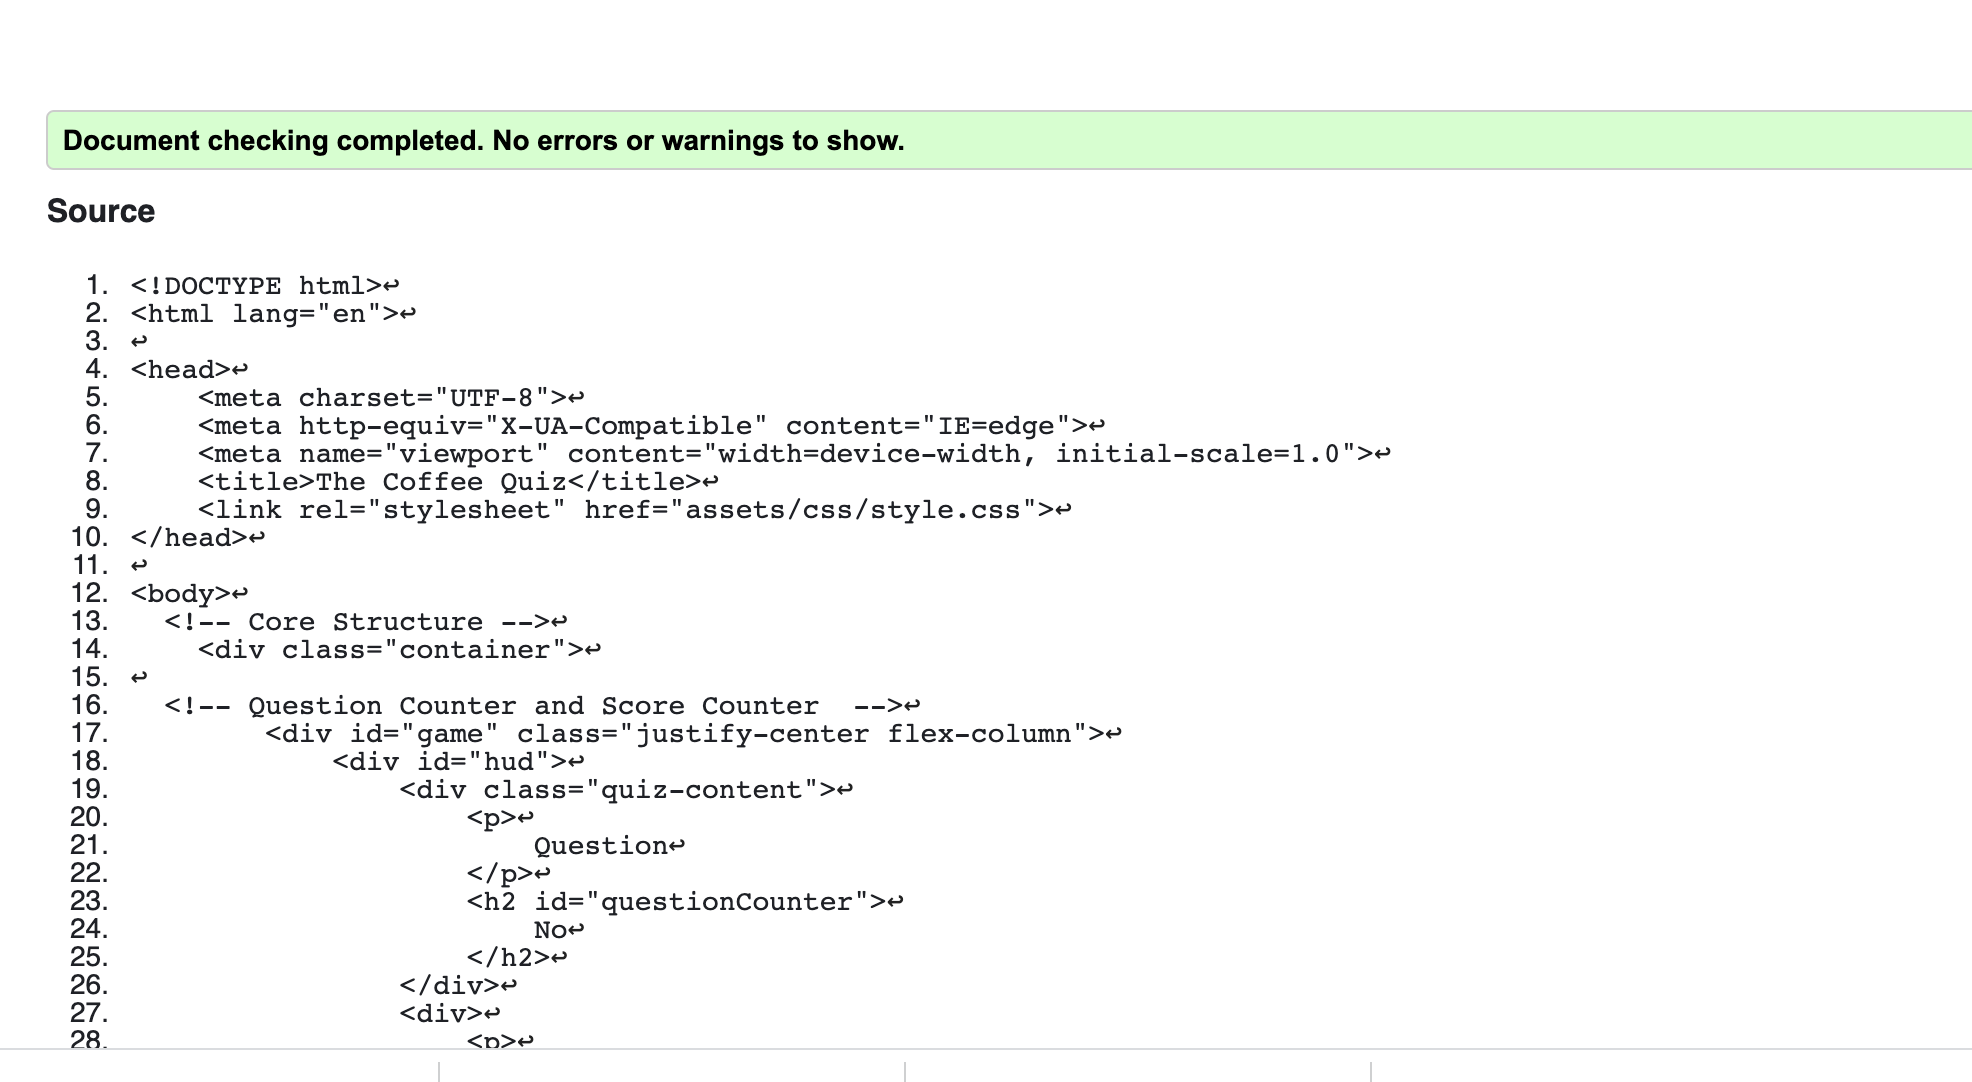 Document checking completed. No errors or warnings to show.
Source
1. <!DOCTYPE html>↩
2. <html lang="en">↩
3. ↩
4. <head>↩
5.     <meta charset="UTF-8">↩
6.     <meta http-equiv="X-UA-Compatible" content="IE=edge">↩
7.     <meta name="viewport" content="width=device-width, initial-scale=1.0">↩
8.     <title>The Coffee Quiz</title>↩
9.     <link rel="stylesheet" href="assets/css/style.css">↩
10. </head>↩
11. ↩
12. <body>↩
13.   <!-- Core Structure -->↩
14.     <div class="container">↩
15. ↩
16.   <!-- Question Counter and Score Counter  -->↩
17.         <div id="game" class="justify-center flex-column">↩
18.             <div id="hud">↩
19.                 <div class="quiz-content">↩
20.                     <p>↩
21.                         Question↩
22.                     </p>↩
23.                     <h2 id="questionCounter">↩
24.                         No↩
25.                     </h2>↩
26.                 </div>↩
27.                 <div>↩
28.                     <p>↩